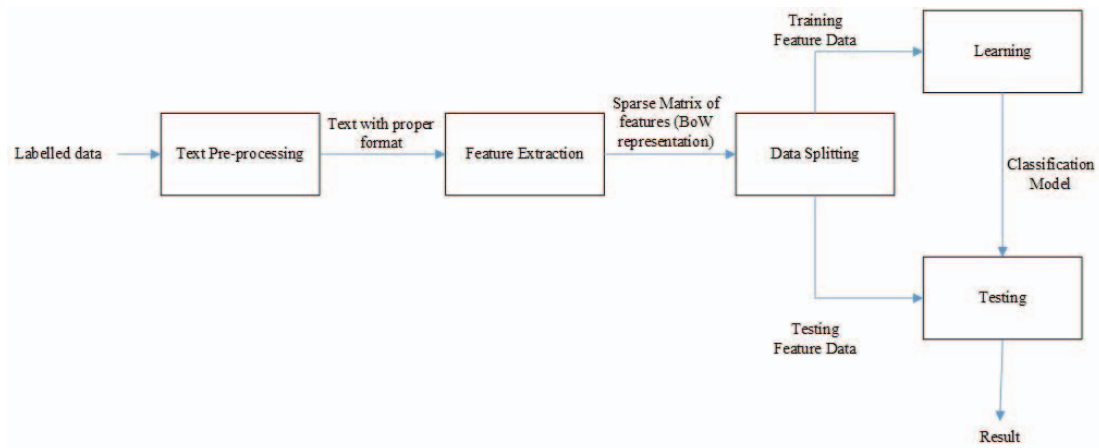 Labelled data
Text Pre-processing
Text with proper
format
Feature Extraction
Sparse Matrix of
features (BoW
representation)
Data Splitting
Training
Feature Data
Learning
Classification
Model
Testing
Feature Data
Testing
Result